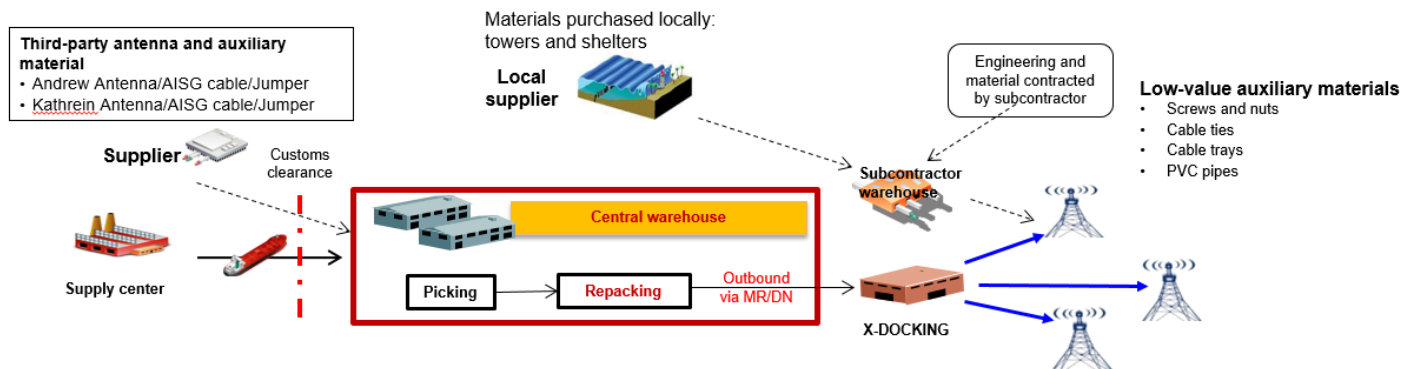 Third-party antenna and auxiliary
material
• Andrew Antenna/AISG cable/Jumper
• Kathrein Antenna/AISG cable/Jumper
Materials purchased locally:
towers and shelters
Local
supplier
Engineering and
material contracted
by subcontractor
Low-value auxiliary materials
• Screws and nuts
• Cable ties
• Cable trays
• PVC pipes
Supplier
Customs
clearance
Subcontractor
warehouse
Central warehouse
Supply center
Picking
Repacking
Outbound
via MR/DN
X-DOCKING